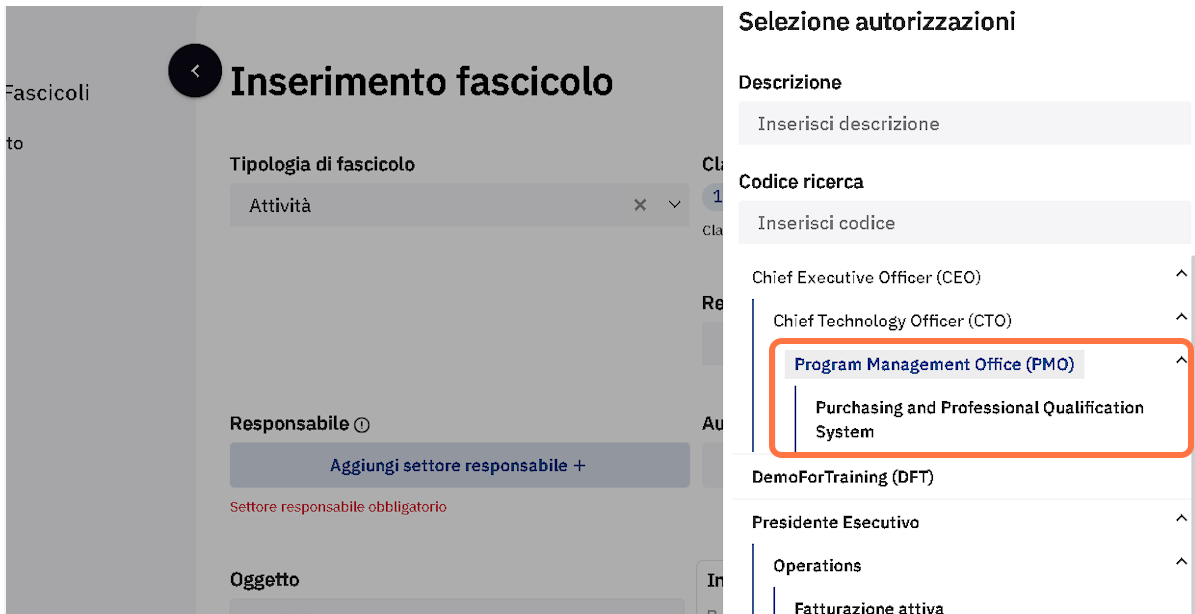 Fascicoli
to
Inserimento fascicolo
Tipologia di fascicolo
Attività
Cla
1
Cla
Re
Responsabile
Aggiungi settore responsabile +
Settore responsabile obbligatorio
Au
Oggetto
In
Selezione autorizzazioni
Descrizione
Inserisci descrizione
Codice ricerca
Inserisci codice
Chief Executive Officer (CEO)
Chief Technology Officer (CTO)
Program Management Office (PMO)
Purchasing and Professional Qualification
System
DemoForTraining (DFT)
Presidente Esecutivo
Operations
Fatturazione attiva